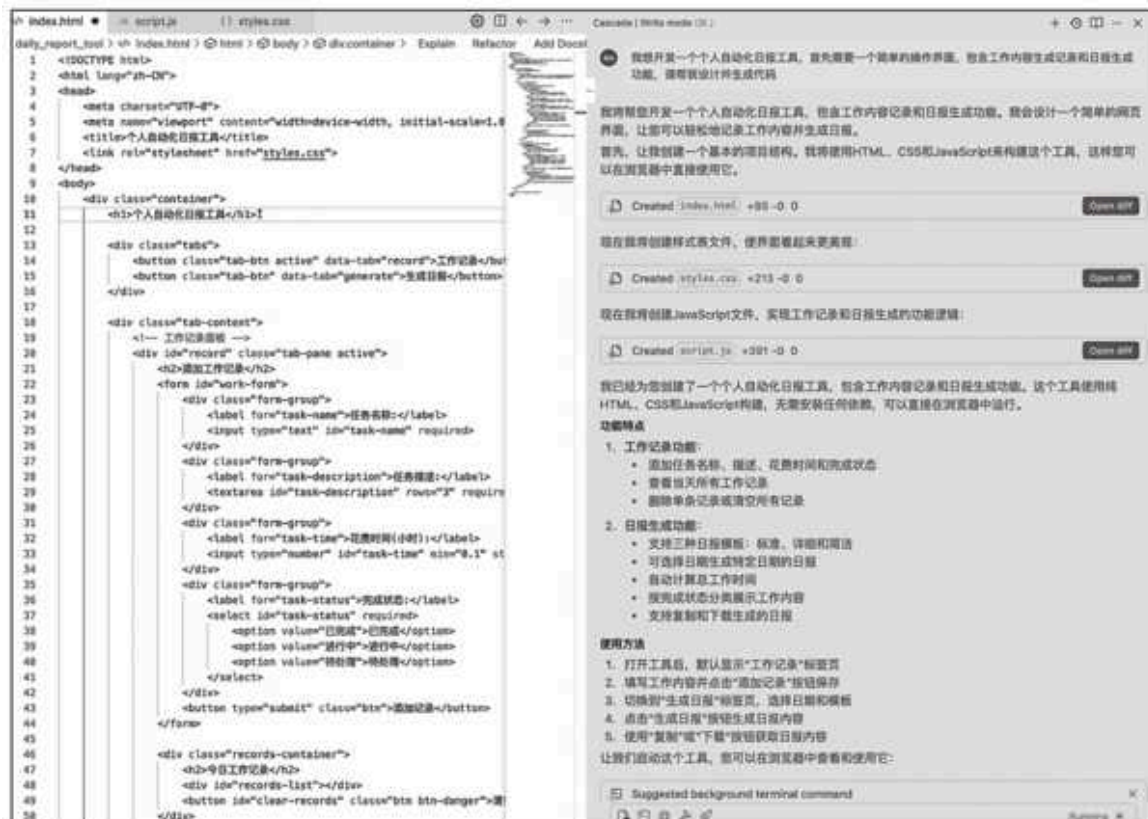 index.html ● script.js {} styles.css
daily_report_tool > index.html > html > body > div.container > Explain Refactor Add Docst
1 <!DOCTYPE html>
2 <html lang="zh-CN">
3 <head>
4 <meta charset="UTF-8">
5 <meta name="viewport" content="width=device-width, initial-scale=1.0
6 <title>个人自动化日报工具</title>
7 <link rel="stylesheet" href="styles.css">
8 </head>
9 <body>
10 <div class="container">
11 <h1>个人自动化日报工具</h1>
12
13 <div class="tabs">
14 <button class="tab-btn active" data-tab="record">工作记录</but
15 <button class="tab-btn" data-tab="generate">生成日报</button>
16 </div>
17
18 <div class="tab-content">
19 <!-- 工作记录面板 -->
20 <div id="record" class="tab-pane active">
21 <h2>添加工作记录</h2>
22 <form id="work-form">
23 <div class="form-group">
24 <label for="task-name">任务名称:</label>
25 <input type="text" id="task-name" required>
26 </div>
27 <div class="form-group">
28 <label for="task-description">任务描述:</label>
29 <textarea id="task-description" rows="3" require
30 </div>
31 <div class="form-group">
32 <label for="task-time">花费时间(小时):</label>
33 <input type="number" id="task-time" min="0.1" st
34 </div>
35 <div class="form-group">
36 <label for="task-status">完成状态:</label>
37 <select id="task-status" required>
38 <option value="已完成">已完成</option>
39 <option value="进行中">进行中</option>
40 <option value="待处理">待处理</option>
41 </select>
42 </div>
43 <button type="submit" class="btn">添加记录</button>
44 </form>
45
46 <div class="records-container">
47 <h2>今日工作记录</h2>
48 <div id="records-list"></div>
49 <button id="clear-records" class="btn btn-danger">清
50 </div>
Cascade | Write mode
我想开发一个个人自动化日报工具，首先需要一个简单的操作界面，包含工作内容生成记录和日报生成
功能，请帮我设计并生成代码
我将帮您开发一个个人自动化日报工具，包含工作内容记录和日报生成功能。我会设计一个简单的网页
界面，让您可以轻松地记录工作内容并生成日报。
首先，让我创建一个基本的项目结构。我将使用HTML、CSS和JavaScript来构建这个工具，这样您可
以在浏览器中直接使用它。
Created index.html -0 0 Open diff
现在我将创建样式表文件，使界面看起来更美观：
Created styles.css +213 -0 0 Open diff
现在我将创建JavaScript文件，实现工作记录和日报生成的功能逻辑：
Created script.js -0 0 Open diff
我已经为您创建了一个个人自动化日报工具，包含工作内容记录和日报生成功能。这个工具使用纯
HTML、CSS和JavaScript构建，无需安装任何依赖，可以直接在浏览器中运行。
功能特点
1. 工作记录功能：
• 添加任务名称、描述、花费时间和完成状态
• 查看当天所有工作记录
• 删除单条记录或清空所有记录
2. 日报生成功能：
• 支持三种日报模板：标准、详细和简洁
• 可选择日期生成特定日期的日报
• 自动计算总工作时间
• 按完成状态分类展示工作内容
• 支持复制和下载生成的日报
使用方法
1. 打开工具后，默认显示"工作记录"标签页
2. 填写工作内容并点击"添加记录"按钮保存
3. 切换到"生成日报"标签页，选择日期和模板
4. 点击"生成日报"按钮生成日报内容
5. 使用"复制"或"下载"按钮获取日报内容
让我们启动这个工具，您可以在浏览器中查看和使用它：
Suggested background terminal command
Running